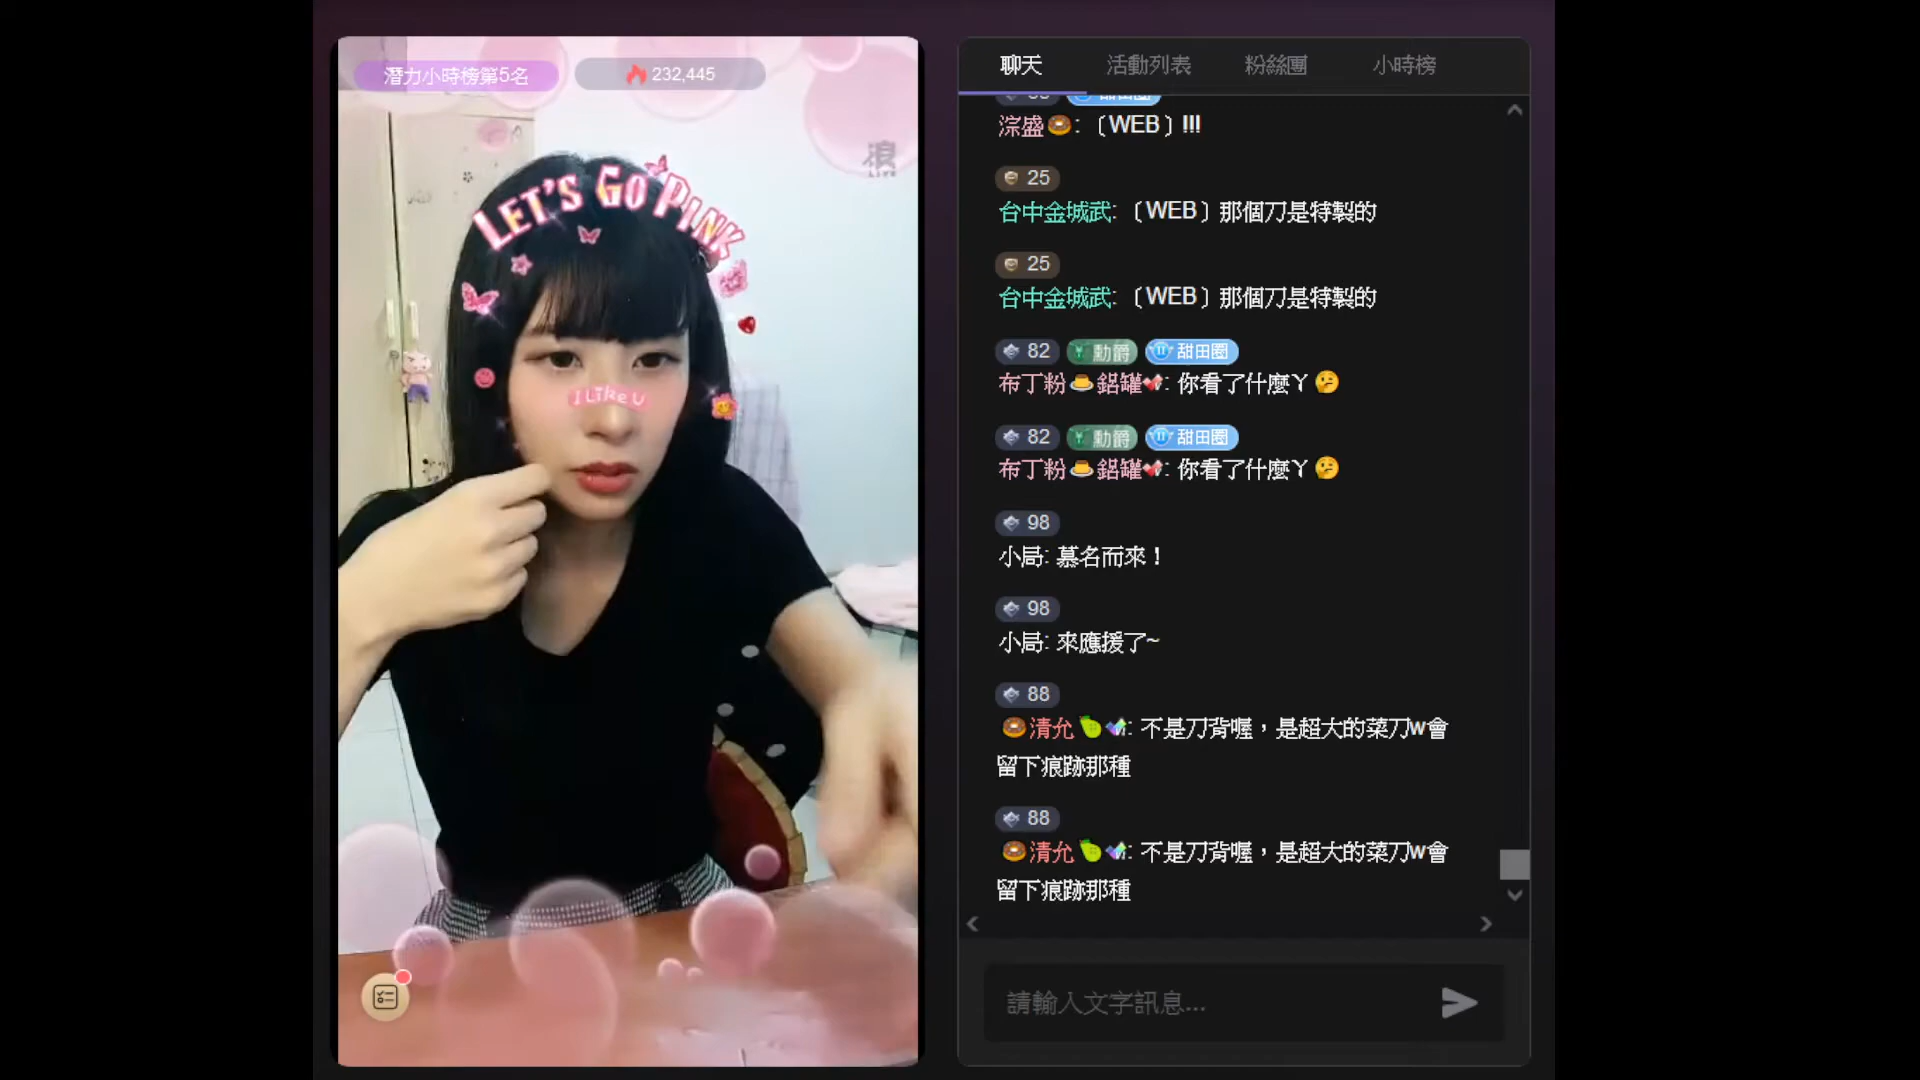 潛力小時榜第5名
232,445
浪
LIVE
LET'S GO PINK
I Like U
聊天
活動列表
粉絲團
小時榜
甜田圈
淙盛🍩: 〔WEB〕!!!
25
台中金城武: 〔WEB〕那個刀是特製的
25
台中金城武: 〔WEB〕那個刀是特製的
82 勳爵 甜田圈
布丁粉🍮鋁罐: 你看了什麼ㄚ🤔
82 勳爵 甜田圈
布丁粉🍮鋁罐: 你看了什麼ㄚ🤔
98
小局: 慕名而來！
98
小局: 來應援了~
88
🍩清允🍐: 不是刀背喔，是超大的菜刀w會
留下痕跡那種
88
🍩清允🍐: 不是刀背喔，是超大的菜刀w會
留下痕跡那種
請輸入文字訊息...